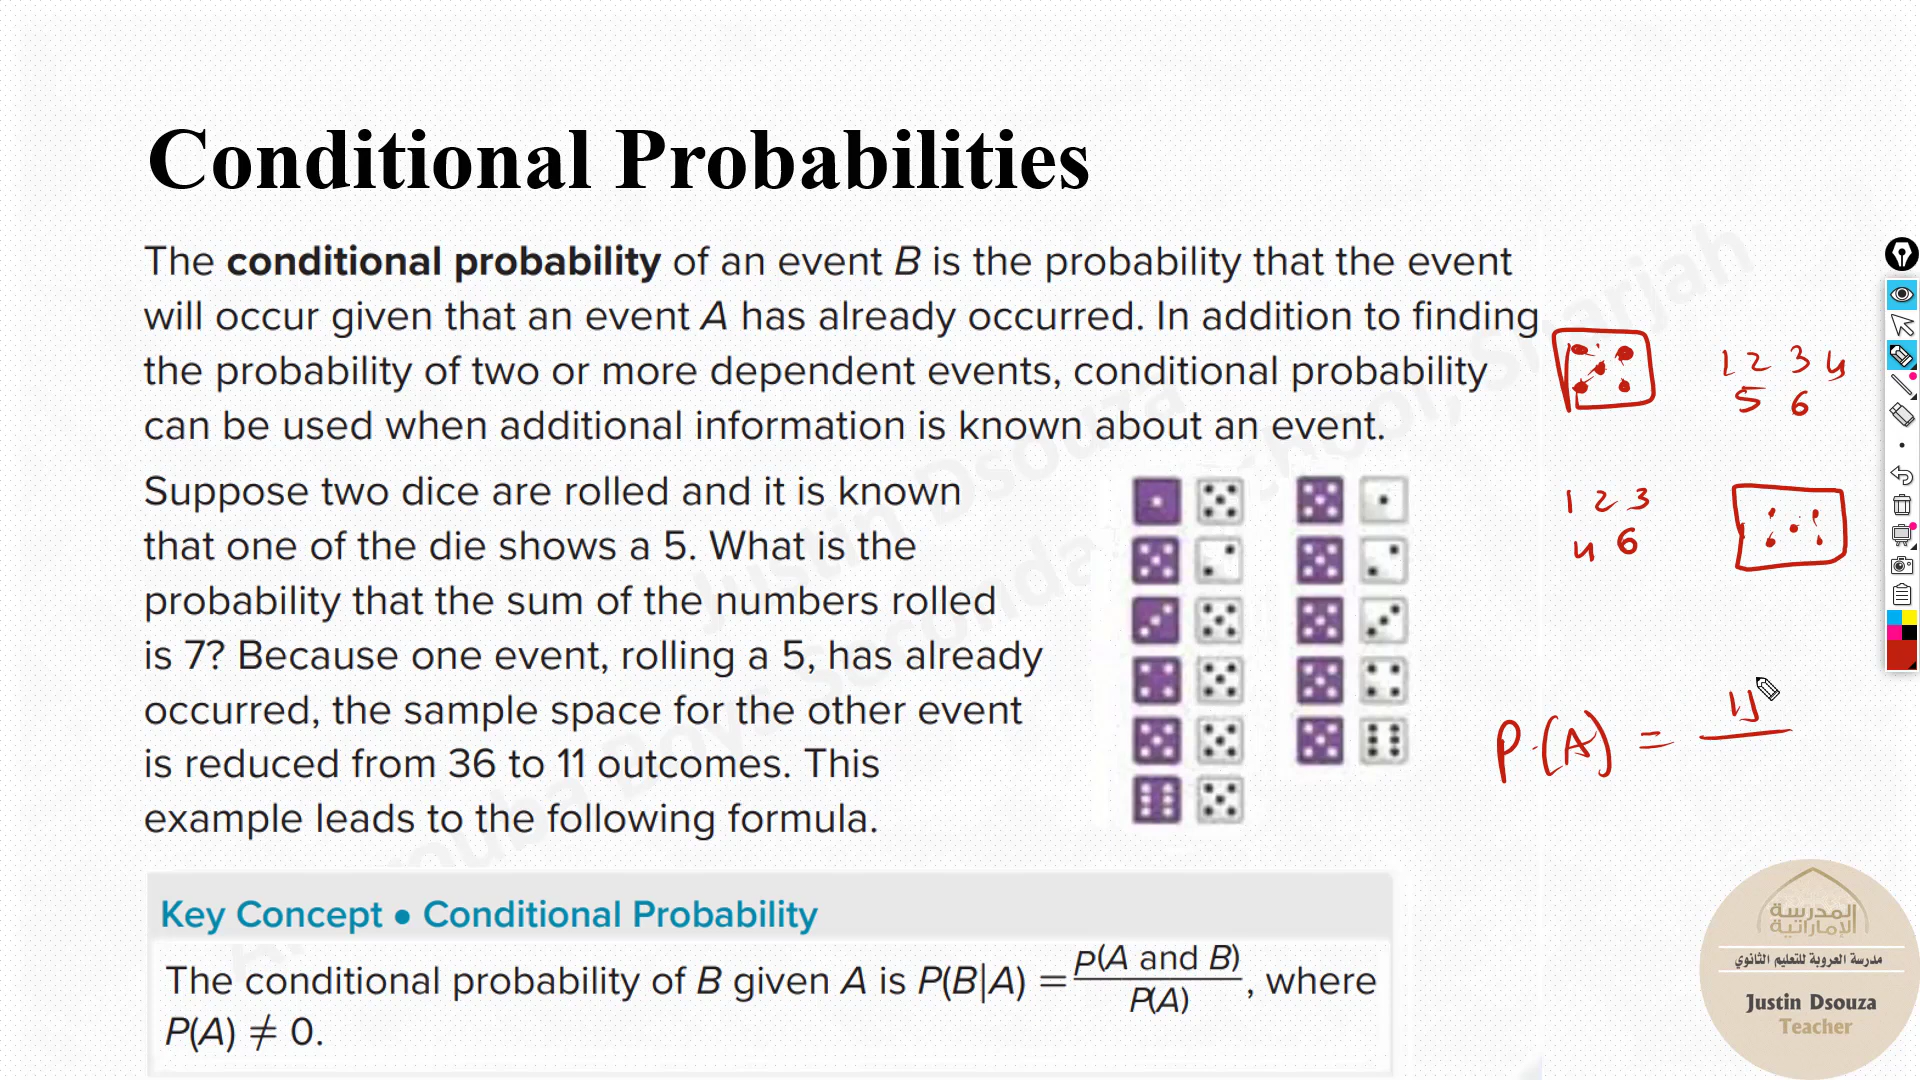 Conditional Probabilities
The conditional probability of an event B is the probability that the event
will occur given that an event A has already occurred. In addition to finding
the probability of two or more dependent events, conditional probability
can be used when additional information is known about an event.
1 2 3 4
5 6
Suppose two dice are rolled and it is known
that one of the die shows a 5. What is the
probability that the sum of the numbers rolled
is 7? Because one event, rolling a 5, has already
occurred, the sample space for the other event
is reduced from 36 to 11 outcomes. This
example leads to the following formula.
1 2 3
4 6
P(A) =
Key Concept • Conditional Probability
The conditional probability of B given A is P(B|A) = P(A and B) / P(A), where
P(A) ≠ 0.
المدرسة
الإماراتية
مدرسة العروبة للتعليم الثانوي
Justin Dsouza
Teacher